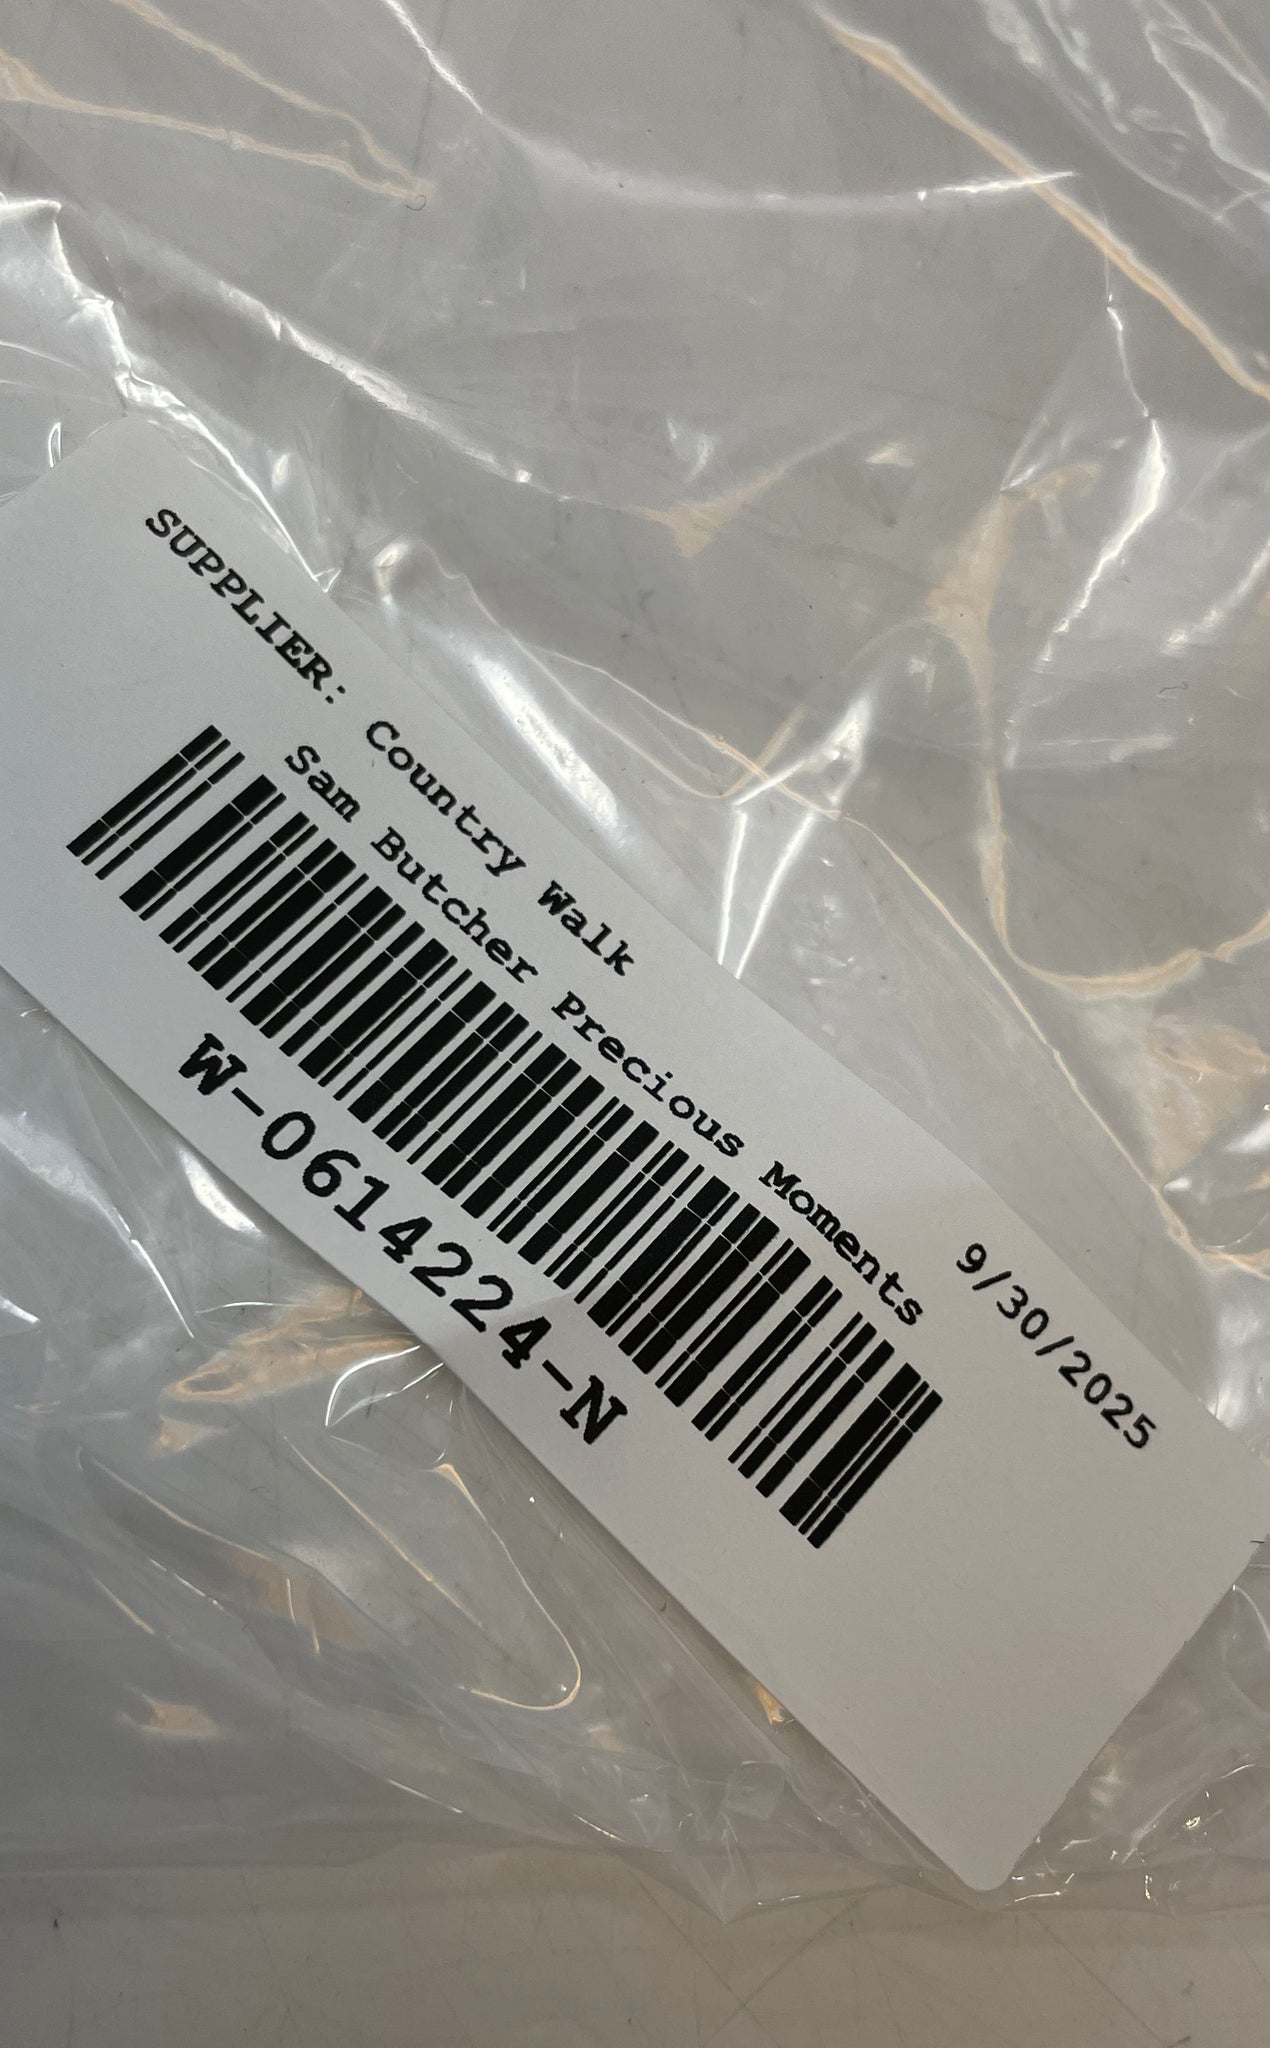 SUPPLIER: Country Walk
9/30/2025
Sam Butcher Precious Moments
W-0614224-N